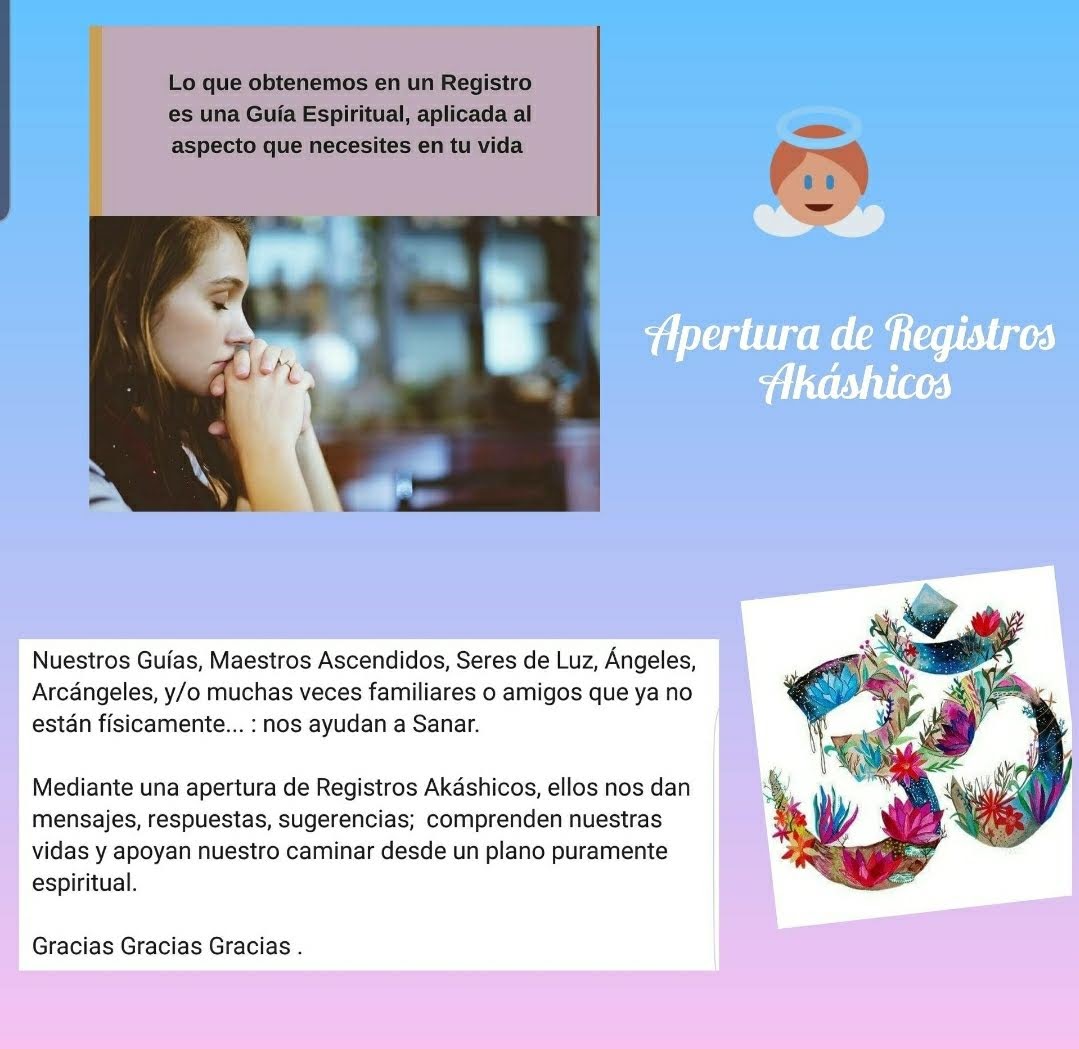 Lo que obtenemos en un Registro
es una Guía Espiritual, aplicada al
aspecto que necesites en tu vida
Apertura de Registros
Akáshicos
Nuestros Guías, Maestros Ascendidos, Seres de Luz, Ángeles,
Arcángeles, y/o muchas veces familiares o amigos que ya no
están físicamente... : nos ayudan a Sanar.
Mediante una apertura de Registros Akáshicos, ellos nos dan
mensajes, respuestas, sugerencias;  comprenden nuestras
vidas y apoyan nuestro caminar desde un plano puramente
espiritual.
Gracias Gracias Gracias .
ॐ